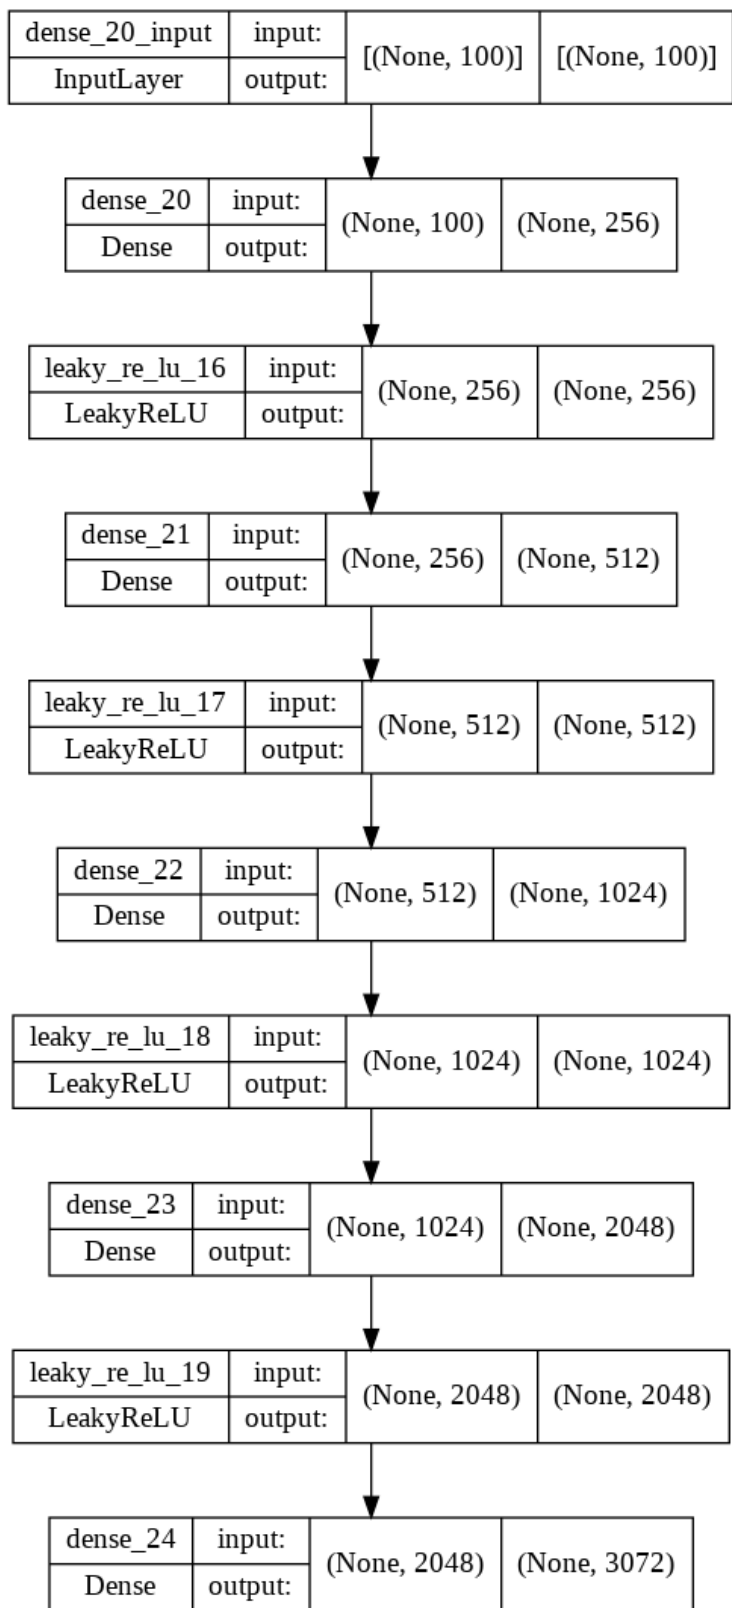 dense_20_input input: [(None, 100)] [(None, 100)]
InputLayer output:
dense_20 input: (None, 100) (None, 256)
Dense output:
leaky_re_lu_16 input: (None, 256) (None, 256)
LeakyReLU output:
dense_21 input: (None, 256) (None, 512)
Dense output:
leaky_re_lu_17 input: (None, 512) (None, 512)
LeakyReLU output:
dense_22 input: (None, 512) (None, 1024)
Dense output:
leaky_re_lu_18 input: (None, 1024) (None, 1024)
LeakyReLU output:
dense_23 input: (None, 1024) (None, 2048)
Dense output:
leaky_re_lu_19 input: (None, 2048) (None, 2048)
LeakyReLU output:
dense_24 input: (None, 2048) (None, 3072)
Dense output: